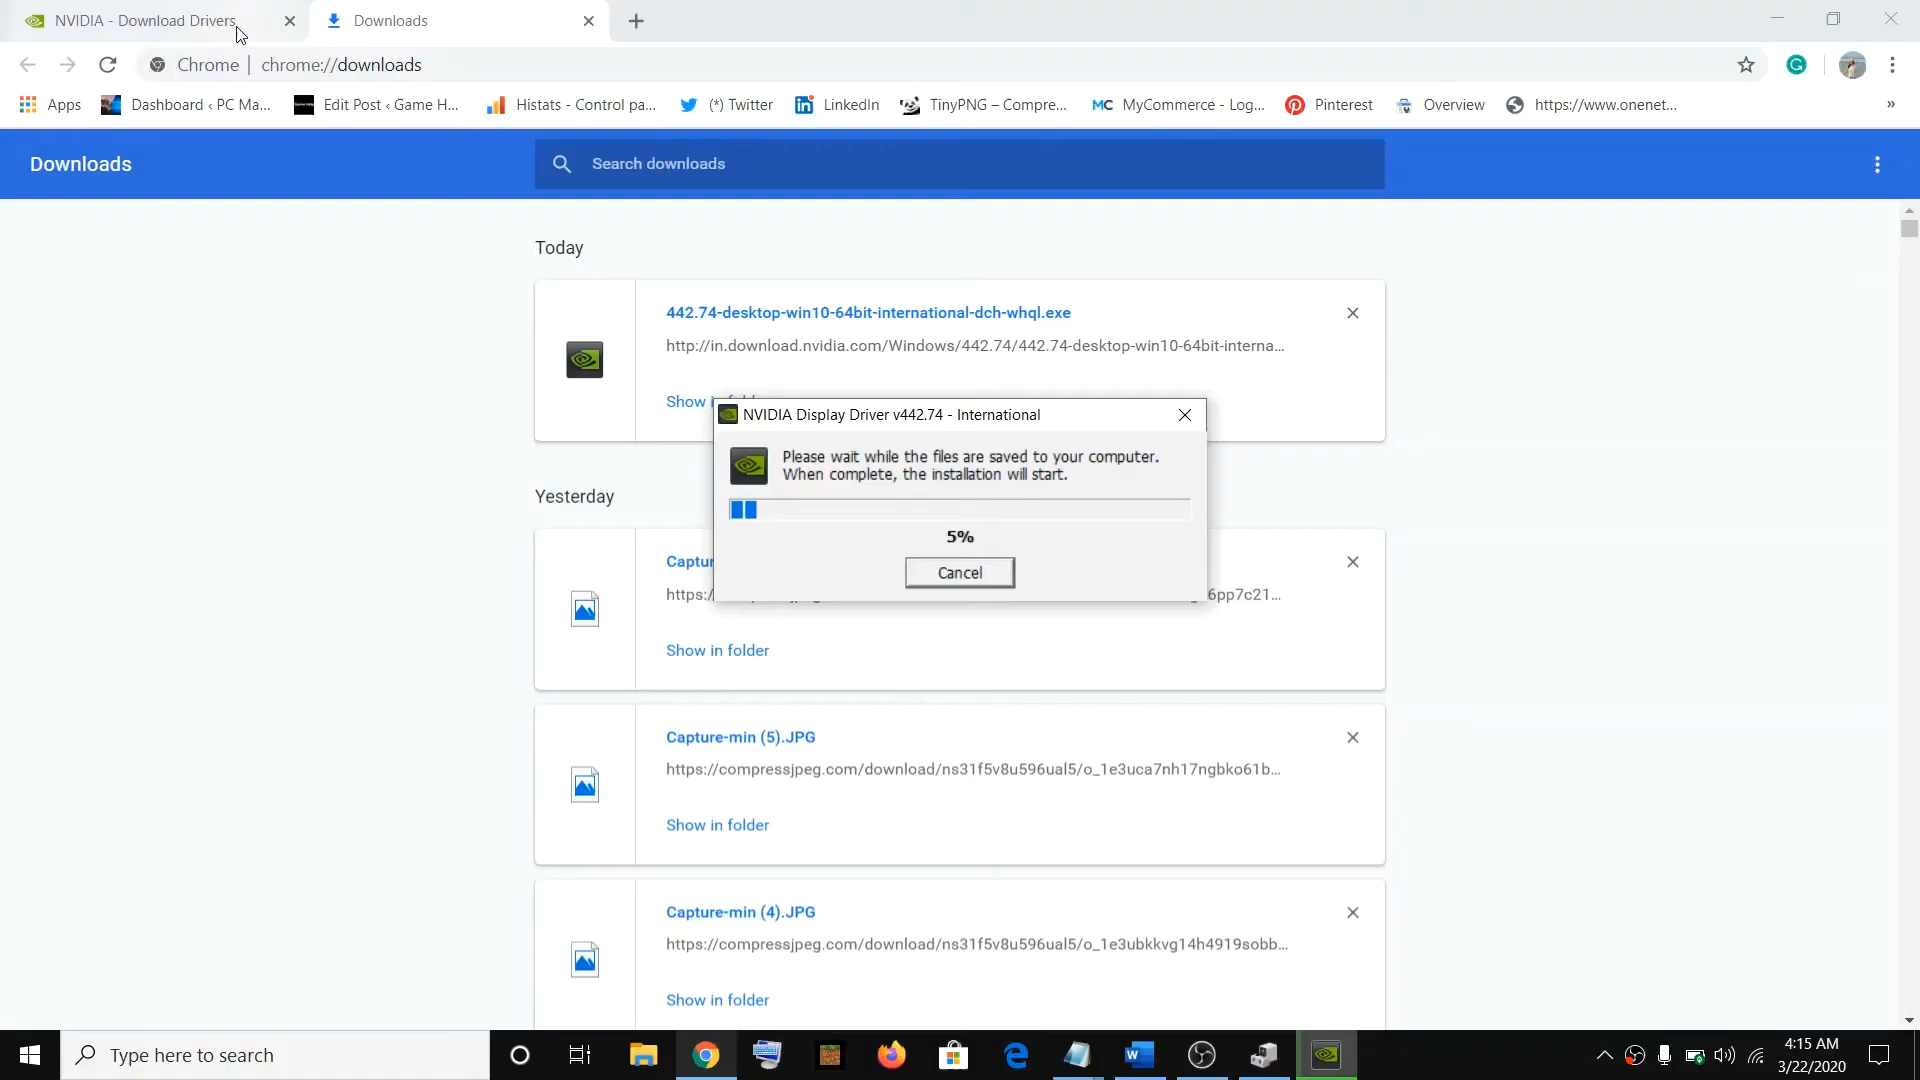 NVIDIA - Download Drivers
Downloads
Chrome | chrome://downloads
Apps
Dashboard ‹ PC Ma...
Edit Post ‹ Game H...
Histats - Control pa...
(*) Twitter
LinkedIn
TinyPNG – Compre...
MC MyCommerce - Log...
Pinterest
Overview
https://www.onenet...
»
Downloads
Search downloads
Today
442.74-desktop-win10-64bit-international-dch-whql.exe
http://in.download.nvidia.com/Windows/442.74/442.74-desktop-win10-64bit-interna...
Show
NVIDIA Display Driver v442.74 - International
Please wait while the files are saved to your computer.
When complete, the installation will start.
5%
Cancel
Yesterday
Captur
https:/
6pp7c21...
Show in folder
Capture-min (5).JPG
https://compressjpeg.com/download/ns31f5v8u596ual5/o_1e3uca7nh17ngbko61b...
Show in folder
Capture-min (4).JPG
https://compressjpeg.com/download/ns31f5v8u596ual5/o_1e3ubkkvg14h4919sobb...
Show in folder
Type here to search
4:15 AM
3/22/2020